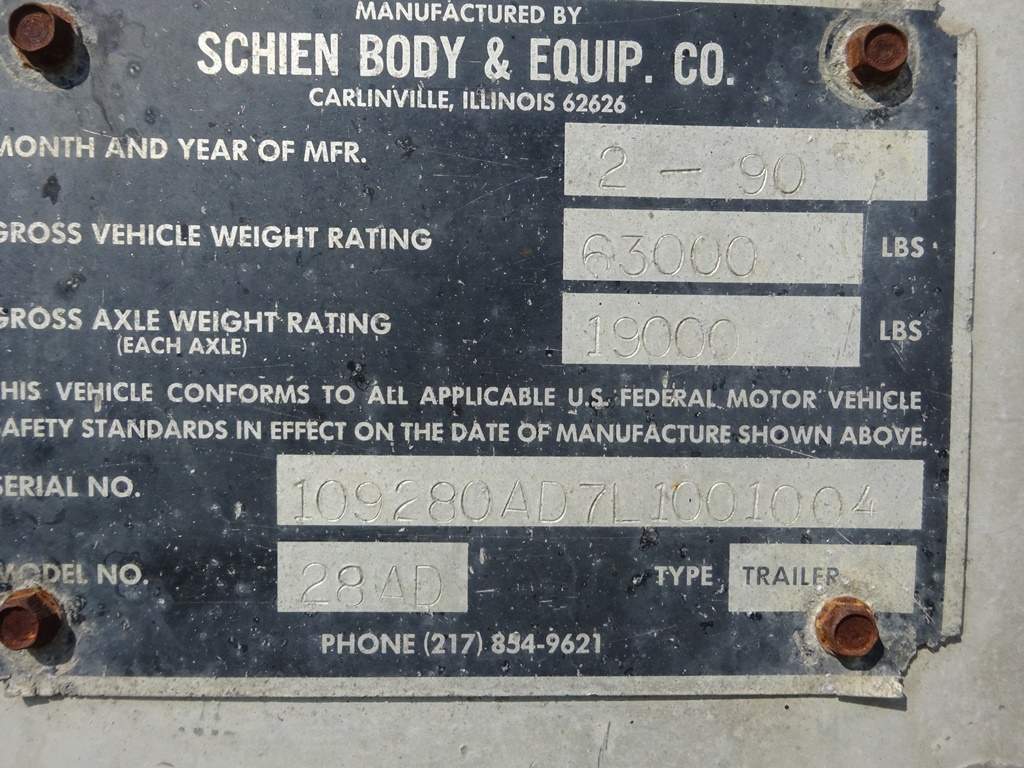 MANUFACTURED BY
SCHIEN BODY & EQUIP. CO.
CARLINVILLE, ILLINOIS 62626
MONTH AND YEAR OF MFR. 2 - 90
GROSS VEHICLE WEIGHT RATING 63000 LBS
GROSS AXLE WEIGHT RATING 19000 LBS
(EACH AXLE)
THIS VEHICLE CONFORMS TO ALL APPLICABLE U.S. FEDERAL MOTOR VEHICLE
SAFETY STANDARDS IN EFFECT ON THE DATE OF MANUFACTURE SHOWN ABOVE.
SERIAL NO. 109280AD7L1001004
MODEL NO. 28AD TYPE TRAILER
PHONE (217) 854-9621